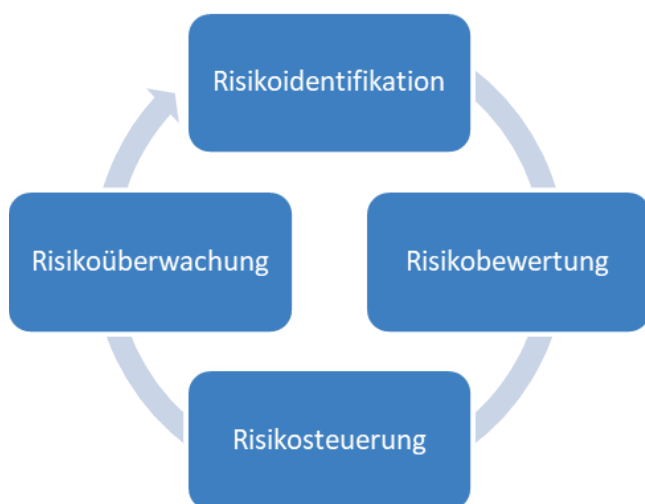 Risikoidentifikation
Risikoüberwachung
Risikobewertung
Risikosteuerung